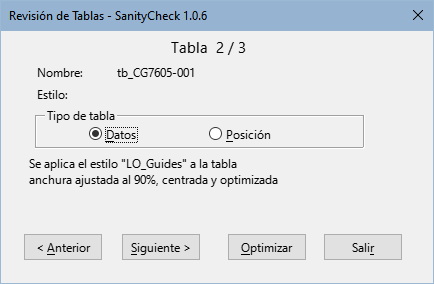 Revisión de Tablas - SanityCheck 1.0.6
Tabla 2 / 3
Nombre: tb_CG7605-001
Estilo:
Tipo de tabla
Datos Posición
Se aplica el estilo "LO_Guides" a la tabla
anchura ajustada al 90%, centrada y optimizada
< Anterior Siguiente > Optimizar Salir